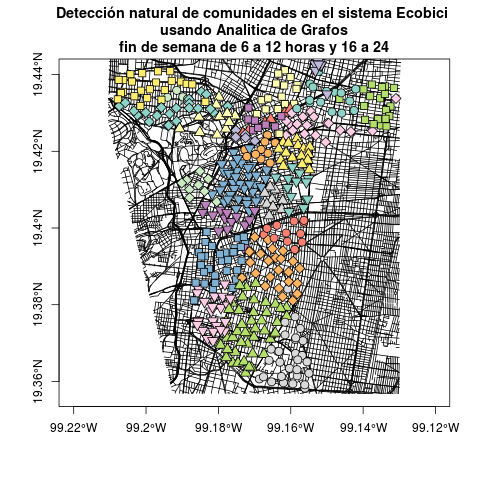 Detección natural de comunidades en el sistema Ecobici
usando Analitica de Grafos
fin de semana de 6 a 12 horas y 16 a 24
19.44°N
19.42°N
19.4°N
19.38°N
19.36°N
99.22°W 99.2°W 99.18°W 99.16°W 99.14°W 99.12°W